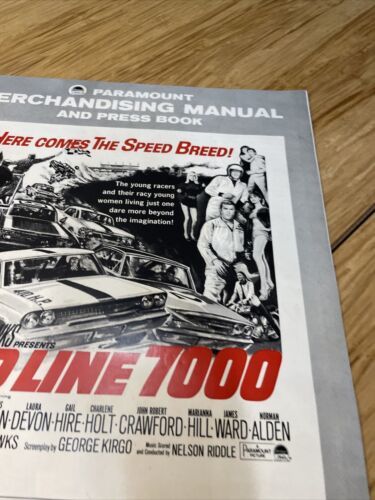 PARAMOUNT
ERCHANDISING MANUAL
AND PRESS BOOK
HERE COMES THE SPEED BREED!
The young racers
and their racy young
women living just one
dare more beyond
the imagination!
H.P.
KS
PRESENTS
D LINE 7000
LAURA GAIL CHARLENE JOHN ROBERT MARIANNA JAMES NORMAN
N-DEVON-HIRE-HOLT-CRAWFORD-HILL-WARD-ALDEN
WKS Screenplay by GEORGE KIRGO Music Scored and Conducted by NELSON RIDDLE
A PARAMOUNT PICTURE